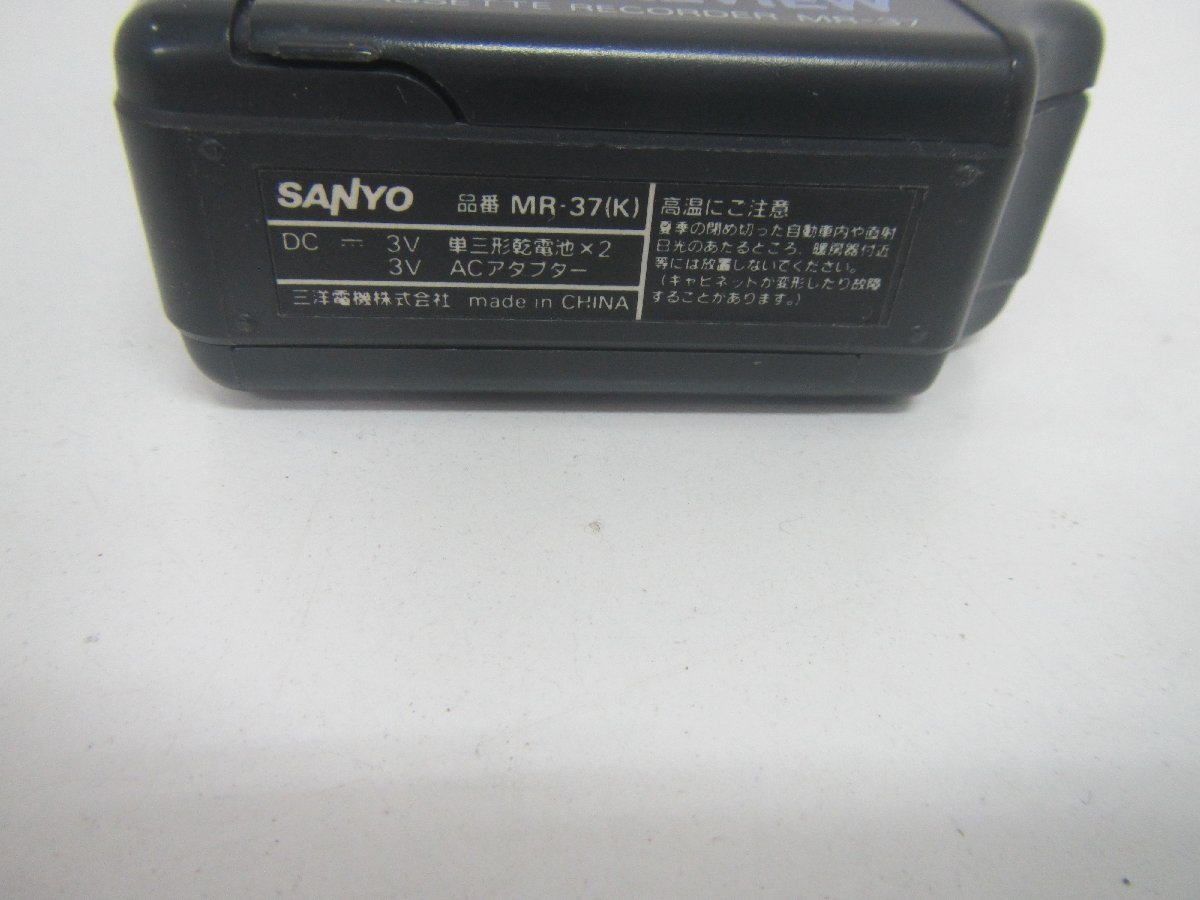 CASSETTE RECORDER MR-37
SANYO 品番 MR-37(K)
DC ⎓ 3V 単三形乾電池×2
3V ACアダプター
三洋電機株式会社 made in CHINA
高温にご注意
夏季の閉め切った自動車内や直射
日光のあたるところ、暖房器付近
等には放置しないでください。
(キャビネットが変形したり故障
することがあります。)